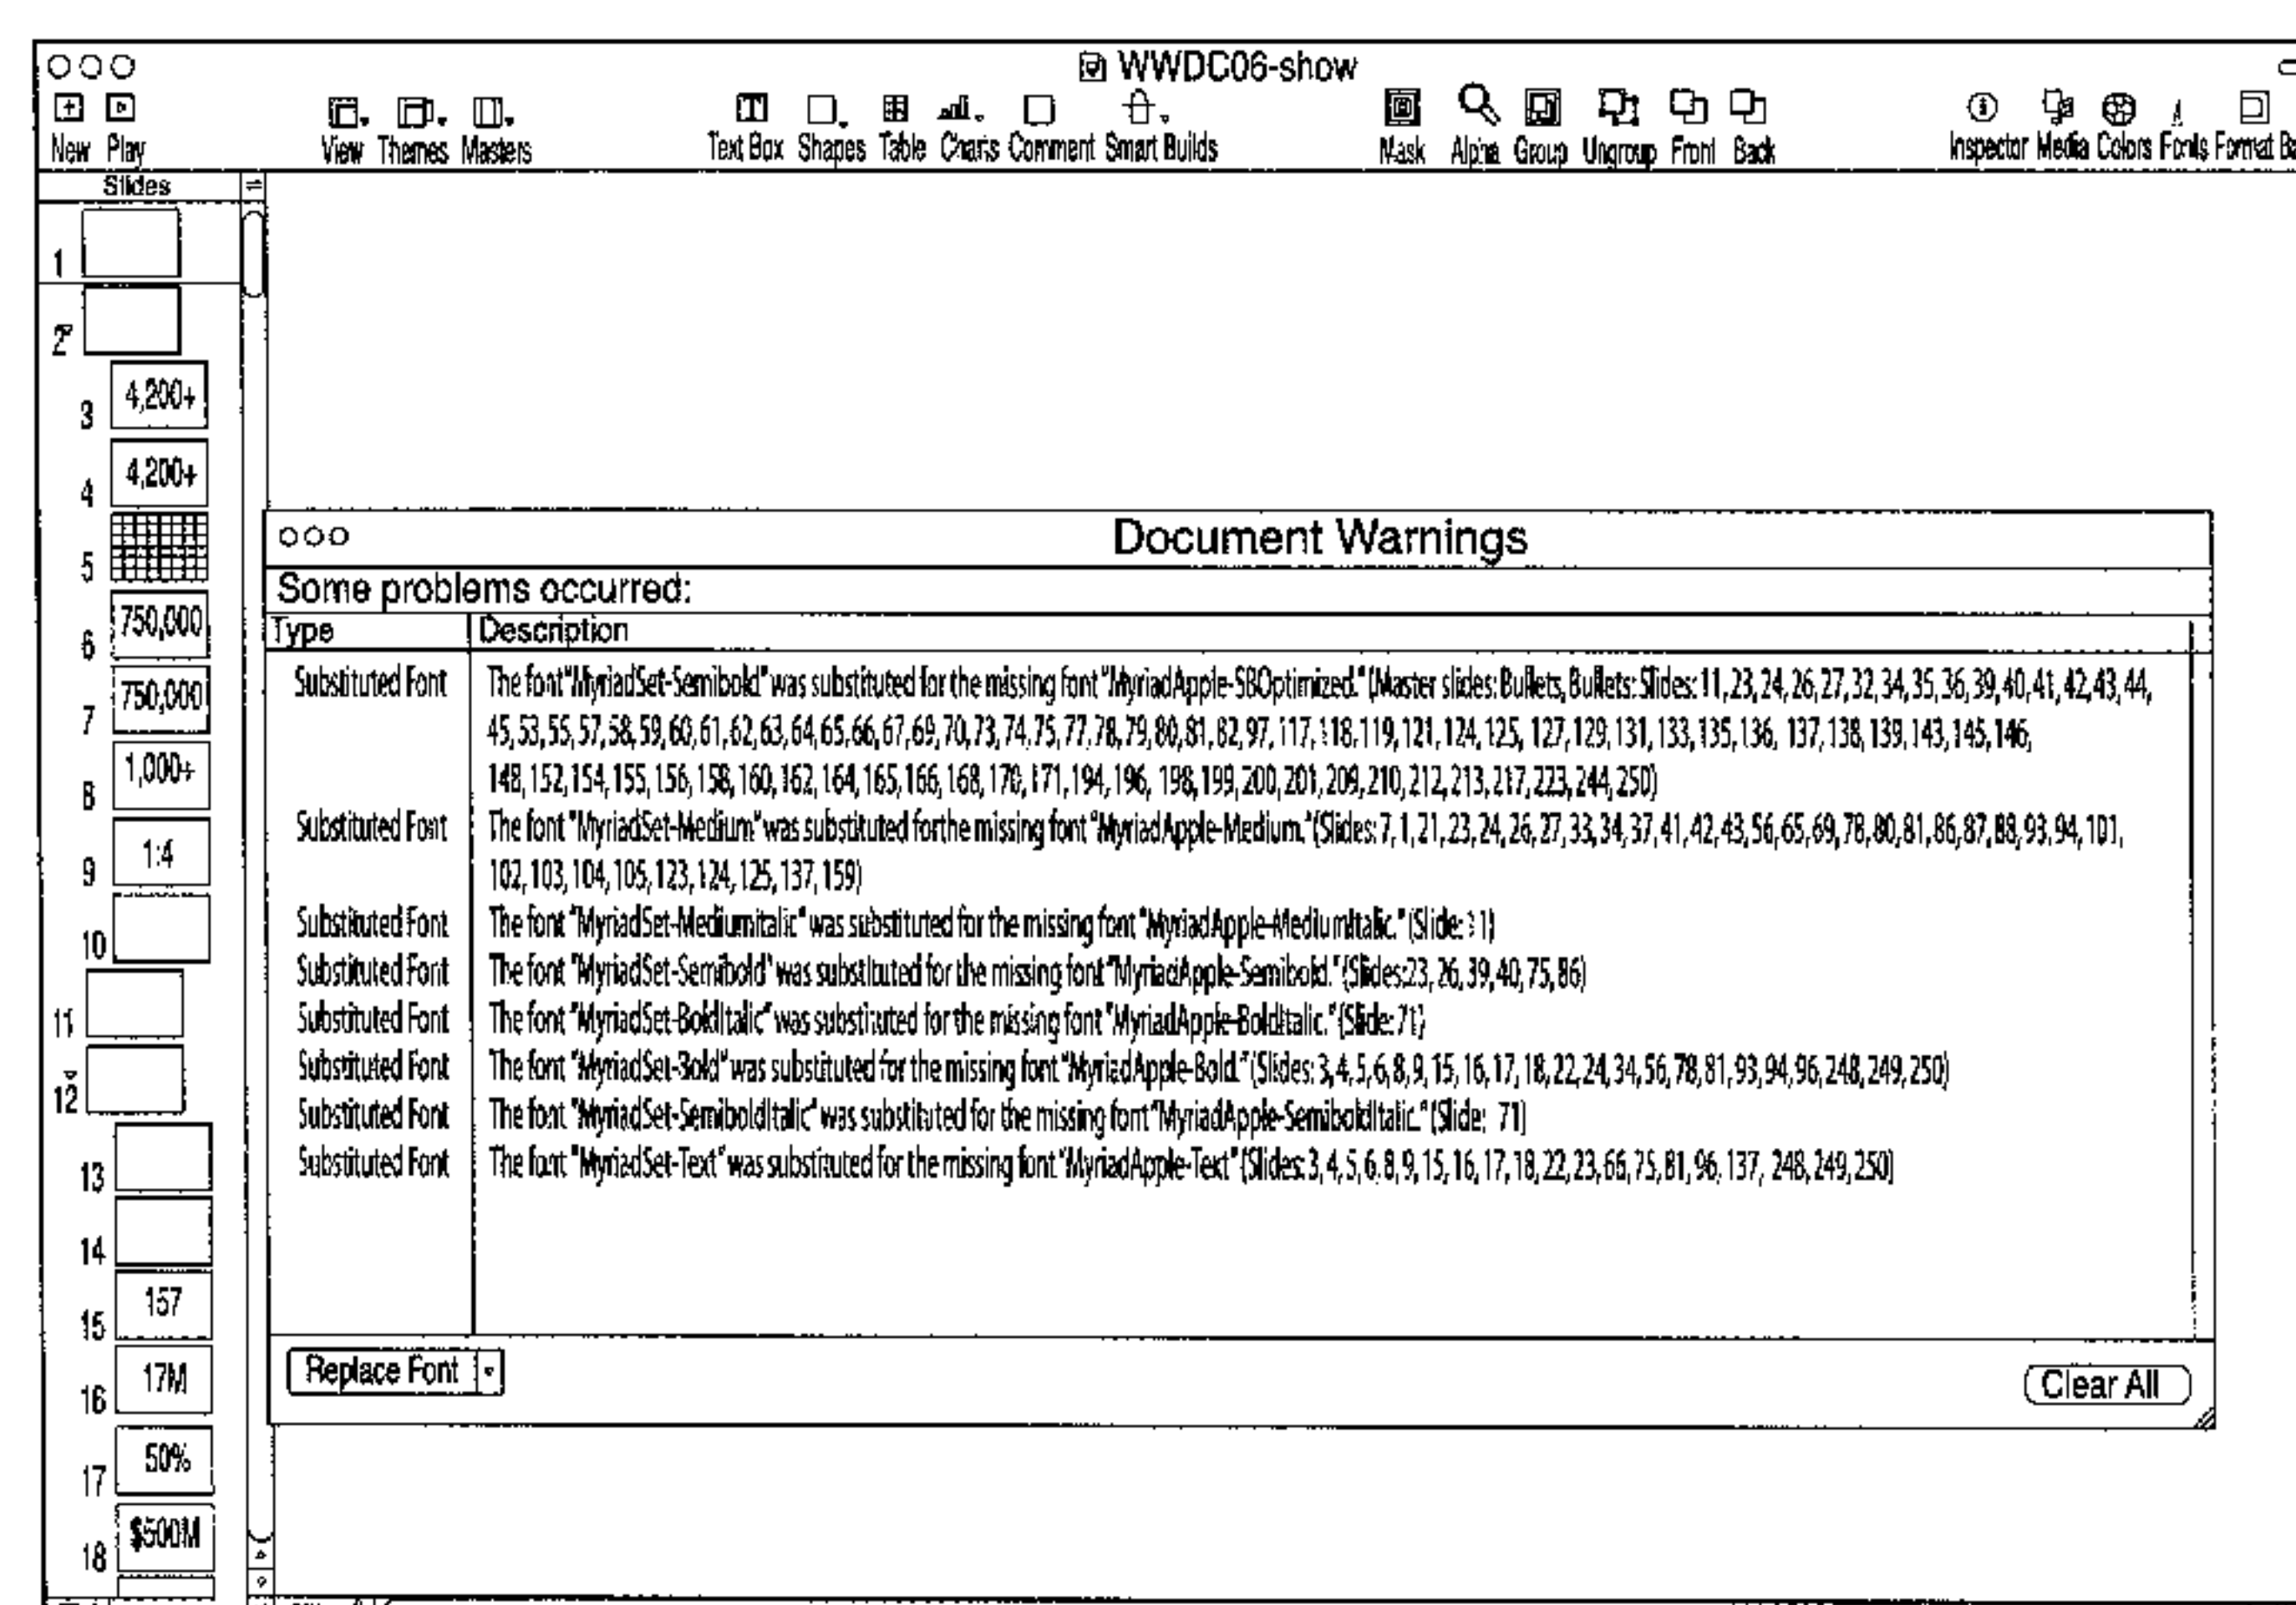 WWDC06-show
New Play View Themes Masters Text Box Shapes Table Charts Comment Smart Builds Mask Alpha Group Ungroup Front Back Inspector Media Colors Fonts Format Ba
Slides
1
2
3 4,200+
4 4,200+
5
6 750,000
7 750,000
8 1,000+
9 1:4
10
11
12
13
14
15 157
16 17M
17 50%
18 $500M
Document Warnings
Some problems occurred:
Type Description
Substituted Font The font "MyriadSet-Semibold" was substituted for the missing font "MyriadApple-SBOptimized." (Master slides: Bullets, Bullets: Slides: 11, 23, 24, 26, 27, 32, 34, 35, 36, 39, 40, 41, 42, 43, 44,
45, 53, 55, 57, 58, 59, 60, 61, 62, 63, 64, 65, 66, 67, 69, 70, 73, 74, 75, 77, 78, 79, 80, 81, 82, 97, 117, 118, 119, 121, 124, 125, 127, 129, 131, 133, 135, 136, 137, 138, 139, 143, 145, 146,
148, 152, 154, 155, 156, 158, 160, 162, 164, 165, 166, 168, 170, 171, 194, 196, 198, 199, 200, 201, 209, 210, 212, 213, 217, 223, 244, 250)
Substituted Font The font "MyriadSet-Medium" was substituted for the missing font "MyriadApple-Medium." (Slides: 7, 1, 21, 23, 24, 26, 27, 33, 34, 37, 41, 42, 43, 56, 65, 69, 78, 80, 81, 86, 87, 88, 93, 94, 101,
102, 103, 104, 105, 123, 124, 125, 137, 159)
Substituted Font The font "MyriadSet-Mediumitalic" was substituted for the missing font "MyriadApple-MediumItalic." (Slide:
Substituted Font The font "MyriadSet-Semibold" was substituted for the missing font "MyriadApple-Semibold." (Slides:23, 26, 39, 40, 75, 86)
Substituted Font The font "MyriadSet-BoldItalic" was substituted for the missing font "MyriadApple-BoldItalic." (Slide: 71)
Substituted Font The font "MyriadSet-Bold" was substituted for the missing font "MyriadApple-Bold." (Slides: 3, 4, 5, 6, 8, 9, 15, 16, 17, 18, 22, 24, 34, 56, 78, 81, 93, 94, 96, 248, 249, 250)
Substituted Font The font "MyriadSet-SemiboldItalic" was substituted for the missing font "MyriadApple-SemiboldItalic." (Slide: 71)
Substituted Font The font "MyriadSet-Text" was substituted for the missing font "MyriadApple-Text" (Slides: 3, 4, 5, 6, 8, 9, 15, 16, 17, 18, 22, 23, 66, 75, 81, 96, 137, 248, 249, 250)
Replace Font
Clear All